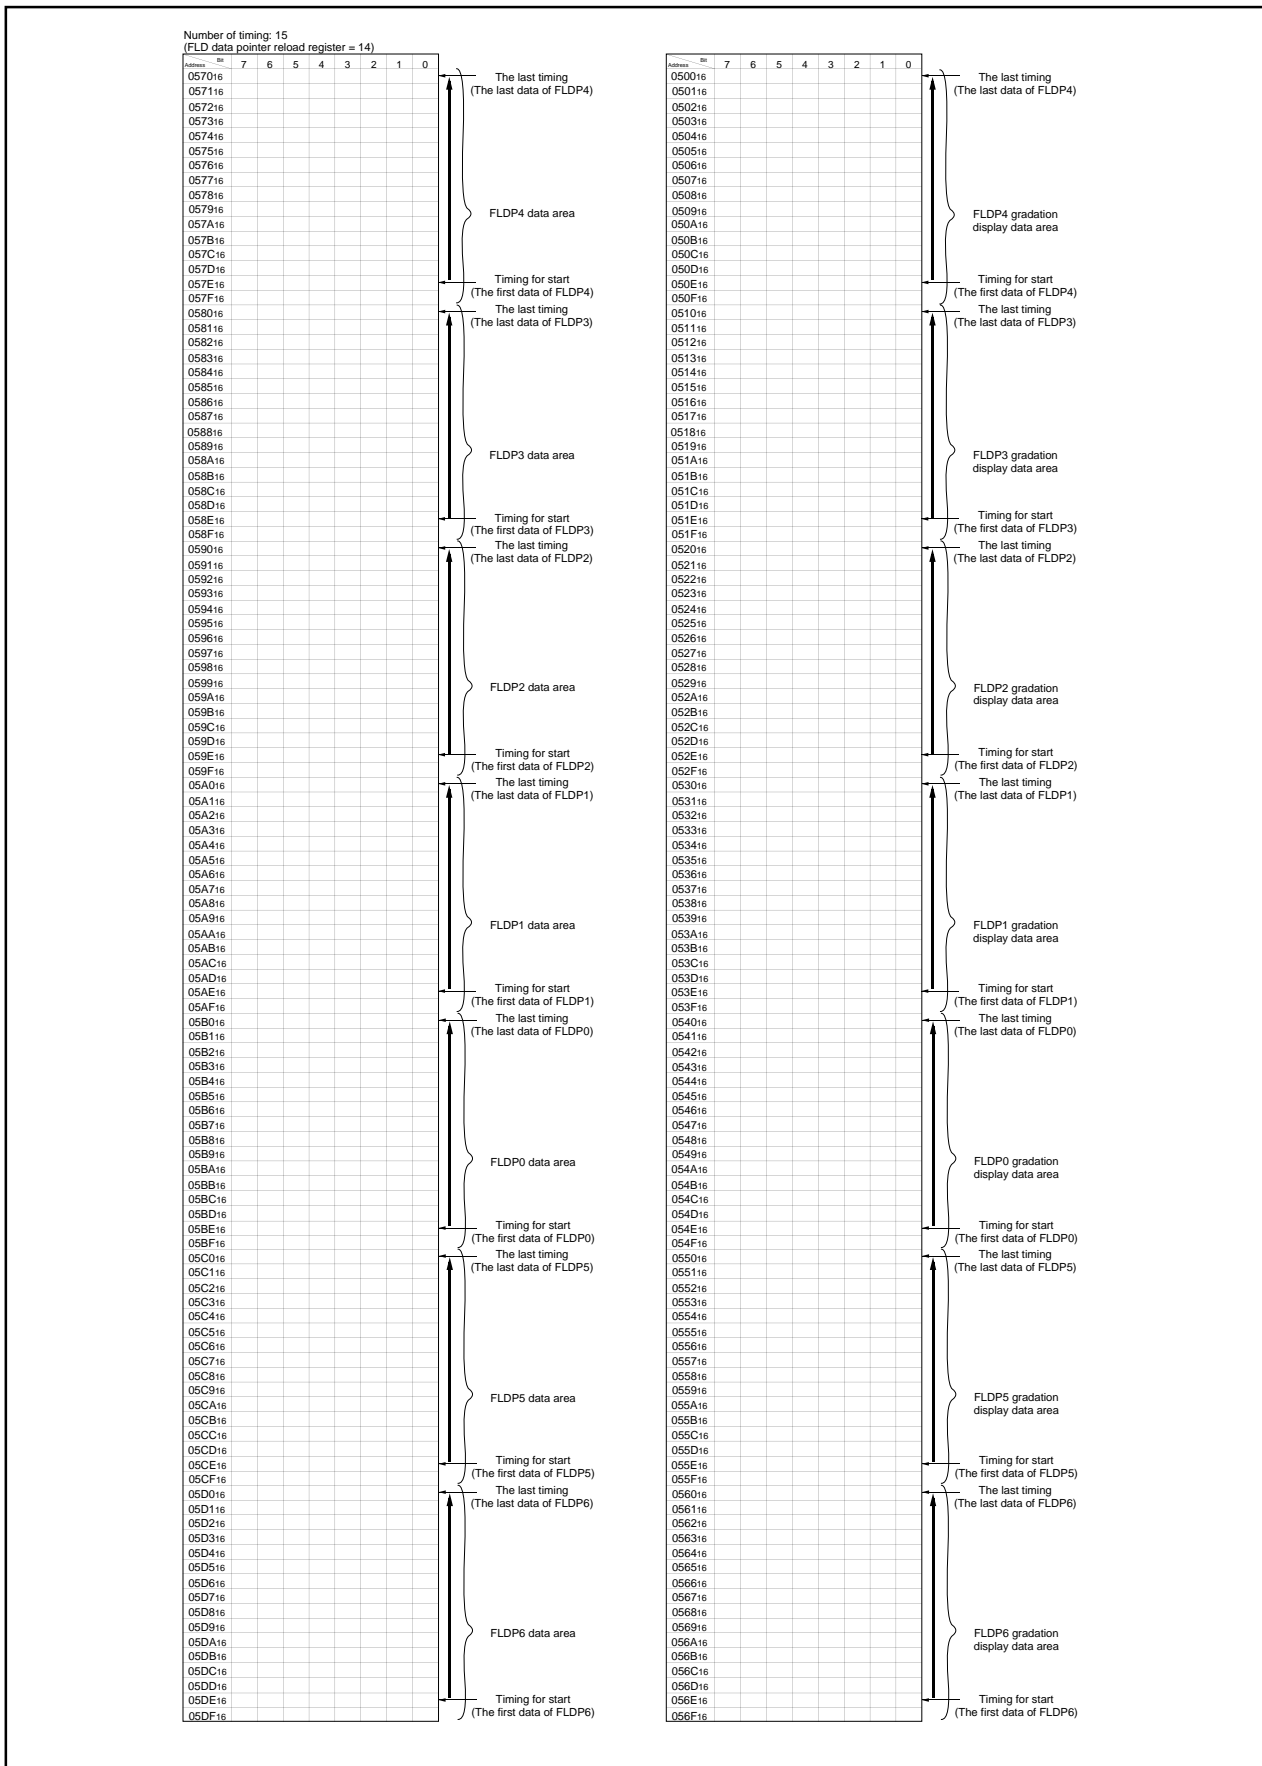 Number of timing: 15
(FLD data pointer reload register = 14)
Bit
Address 7 6 5 4 3 2 1 0
057016
057116
057216
057316
057416
057516
057616
057716
057816
057916
057A16
057B16
057C16
057D16
057E16
057F16
058016
058116
058216
058316
058416
058516
058616
058716
058816
058916
058A16
058B16
058C16
058D16
058E16
058F16
059016
059116
059216
059316
059416
059516
059616
059716
059816
059916
059A16
059B16
059C16
059D16
059E16
059F16
05A016
05A116
05A216
05A316
05A416
05A516
05A616
05A716
05A816
05A916
05AA16
05AB16
05AC16
05AD16
05AE16
05AF16
05B016
05B116
05B216
05B316
05B416
05B516
05B616
05B716
05B816
05B916
05BA16
05BB16
05BC16
05BD16
05BE16
05BF16
05C016
05C116
05C216
05C316
05C416
05C516
05C616
05C716
05C816
05C916
05CA16
05CB16
05CC16
05CD16
05CE16
05CF16
05D016
05D116
05D216
05D316
05D416
05D516
05D616
05D716
05D816
05D916
05DA16
05DB16
05DC16
05DD16
05DE16
05DF16
The last timing
(The last data of FLDP4)
FLDP4 data area
Timing for start
(The first data of FLDP4)
The last timing
(The last data of FLDP3)
FLDP3 data area
Timing for start
(The first data of FLDP3)
The last timing
(The last data of FLDP2)
FLDP2 data area
Timing for start
(The first data of FLDP2)
The last timing
(The last data of FLDP1)
FLDP1 data area
Timing for start
(The first data of FLDP1)
The last timing
(The last data of FLDP0)
FLDP0 data area
Timing for start
(The first data of FLDP0)
The last timing
(The last data of FLDP5)
FLDP5 data area
Timing for start
(The first data of FLDP5)
The last timing
(The last data of FLDP6)
FLDP6 data area
Timing for start
(The first data of FLDP6)
Bit
Address 7 6 5 4 3 2 1 0
050016
050116
050216
050316
050416
050516
050616
050716
050816
050916
050A16
050B16
050C16
050D16
050E16
050F16
051016
051116
051216
051316
051416
051516
051616
051716
051816
051916
051A16
051B16
051C16
051D16
051E16
051F16
052016
052116
052216
052316
052416
052516
052616
052716
052816
052916
052A16
052B16
052C16
052D16
052E16
052F16
053016
053116
053216
053316
053416
053516
053616
053716
053816
053916
053A16
053B16
053C16
053D16
053E16
053F16
054016
054116
054216
054316
054416
054516
054616
054716
054816
054916
054A16
054B16
054C16
054D16
054E16
054F16
055016
055116
055216
055316
055416
055516
055616
055716
055816
055916
055A16
055B16
055C16
055D16
055E16
055F16
056016
056116
056216
056316
056416
056516
056616
056716
056816
056916
056A16
056B16
056C16
056D16
056E16
056F16
The last timing
(The last data of FLDP4)
FLDP4 gradation
display data area
Timing for start
(The first data of FLDP4)
The last timing
(The last data of FLDP3)
FLDP3 gradation
display data area
Timing for start
(The first data of FLDP3)
The last timing
(The last data of FLDP2)
FLDP2 gradation
display data area
Timing for start
(The first data of FLDP2)
The last timing
(The last data of FLDP1)
FLDP1 gradation
display data area
Timing for start
(The first data of FLDP1)
The last timing
(The last data of FLDP0)
FLDP0 gradation
display data area
Timing for start
(The first data of FLDP0)
The last timing
(The last data of FLDP5)
FLDP5 gradation
display data area
Timing for start
(The first data of FLDP5)
The last timing
(The last data of FLDP6)
FLDP6 gradation
display data area
Timing for start
(The first data of FLDP6)